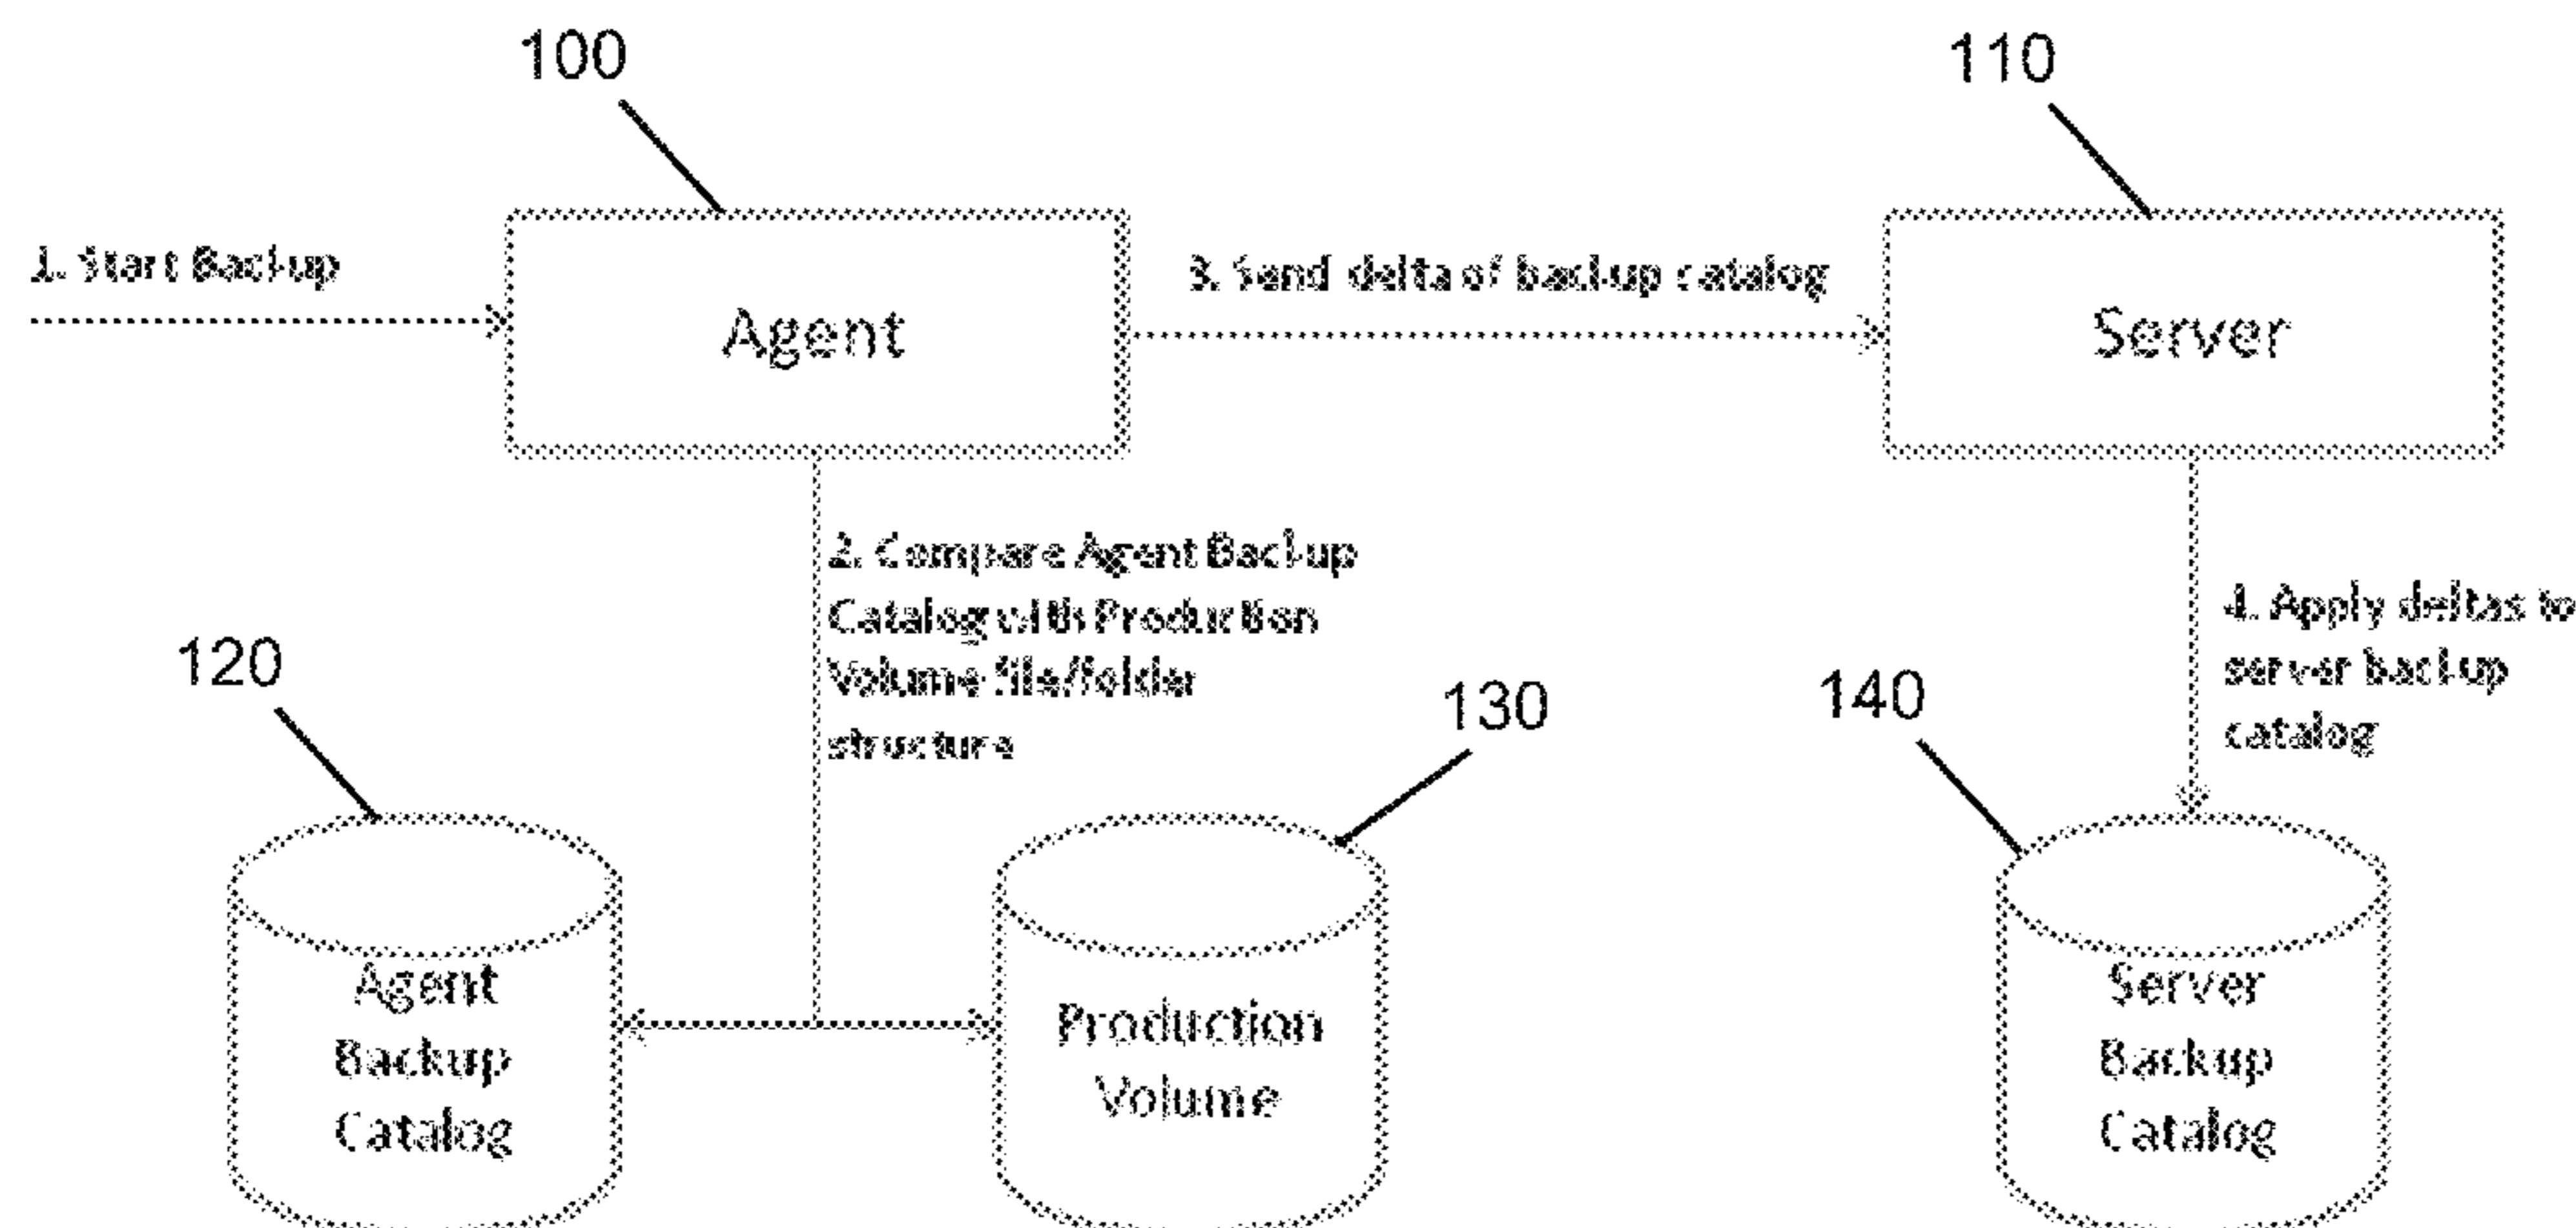 100
110
1. Start Backup
3. Send delta of backup catalog
Agent
Server
2. Compare Agent Backup
Catalog with Production
Volume file/folder
structure
4. Apply deltas to
server backup
catalog
120
130
140
Agent
Backup
Catalog
Production
Volume
Server
Backup
Catalog